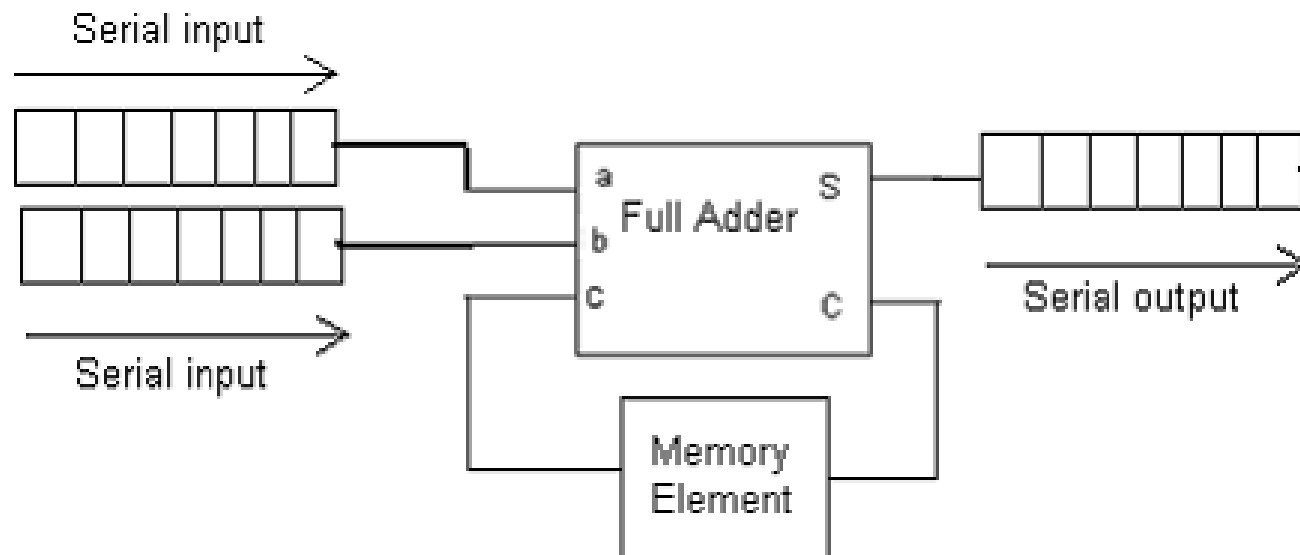 Serial input
a
S
Full Adder
b
c
C
Serial output
Serial input
Memory
Element